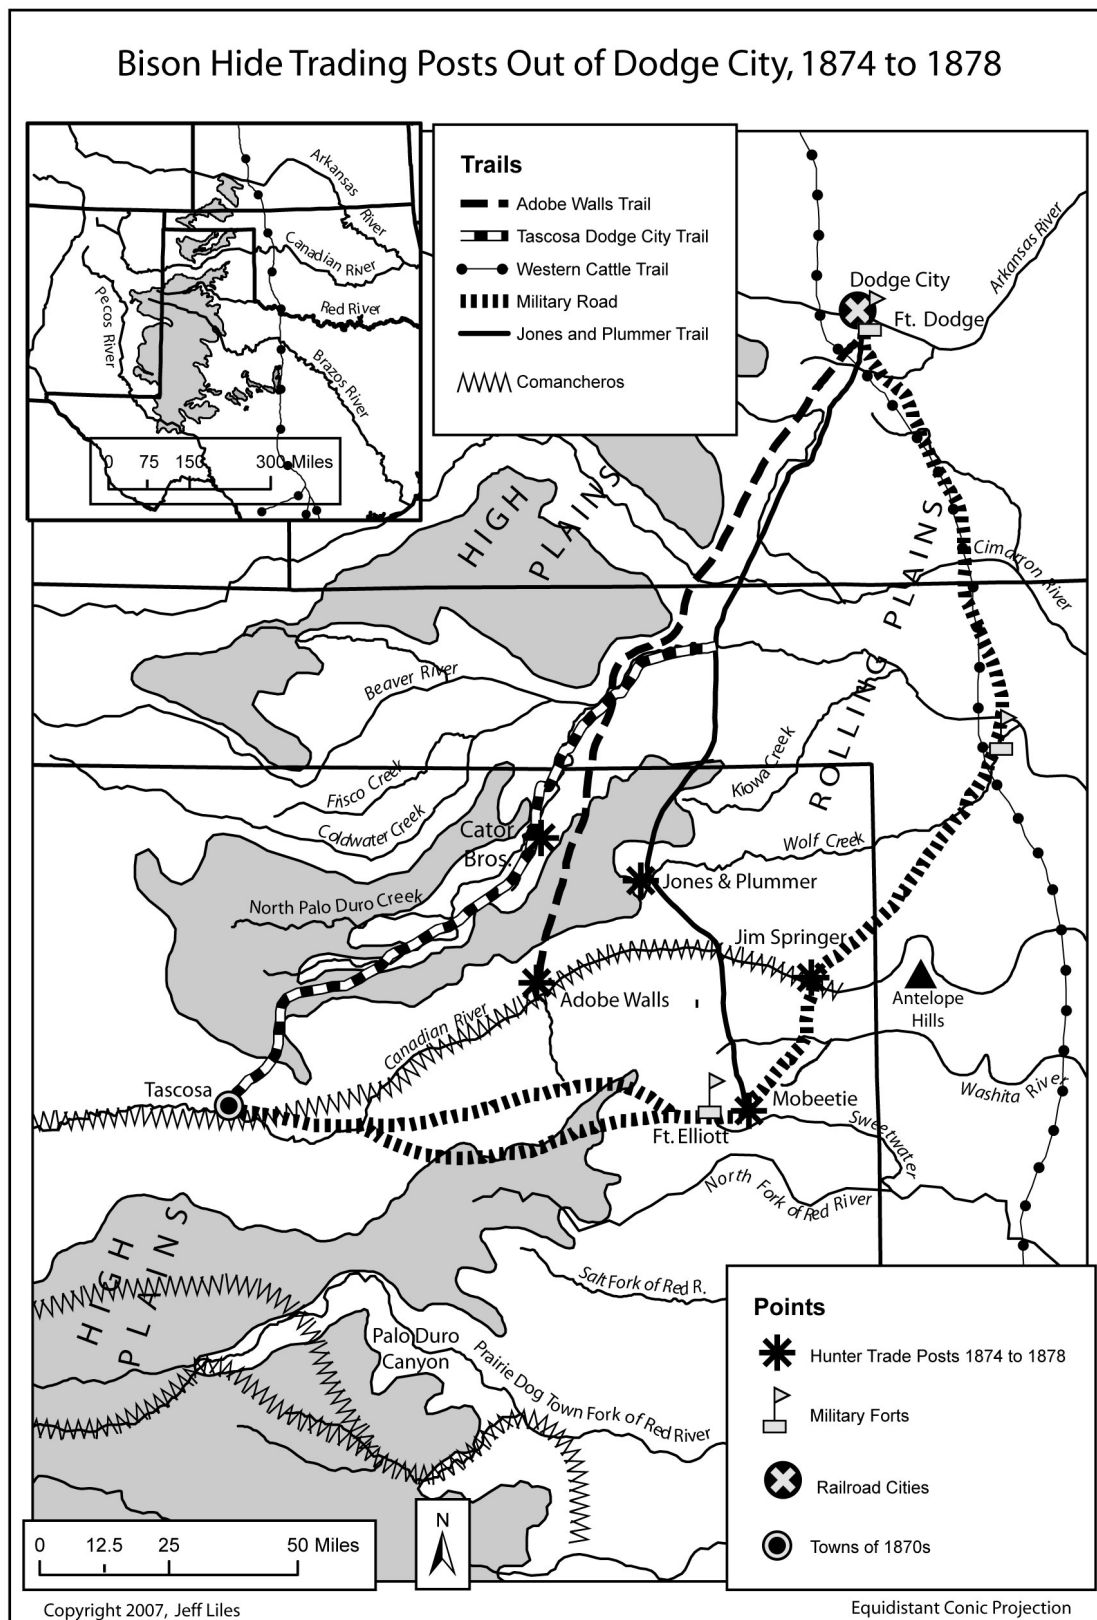 Bison Hide Trading Posts Out of Dodge City, 1874 to 1878
Arkansas River
Canadian River
Red River
Pecos River
Brazos River
0 75 150 300 Miles
Trails
Adobe Walls Trail
Tascosa Dodge City Trail
Western Cattle Trail
Military Road
Jones and Plummer Trail
Comancheros
Arkansas River
Dodge City
Ft. Dodge
HIGH
PLAINS
ROLLING PLAINS
Cimarron River
Beaver River
Kiowa Creek
Frisco Creek
Coldwater Creek
Cator
Bros.
Wolf Creek
Jones & Plummer
North Palo Duro Creek
Jim Springer
Adobe Walls
Antelope
Hills
Canadian River
Tascosa
Mobeetie
Washita River
Ft. Elliott
Sweetwater
North Fork of Red River
HIGH
PLAINS
Salt Fork of Red R.
Palo Duro
Canyon
Prairie Dog Town Fork of Red River
Points
Hunter Trade Posts 1874 to 1878
Military Forts
Railroad Cities
Towns of 1870s
N
0 12.5 25 50 Miles
Copyright 2007, Jeff Liles
Equidistant Conic Projection